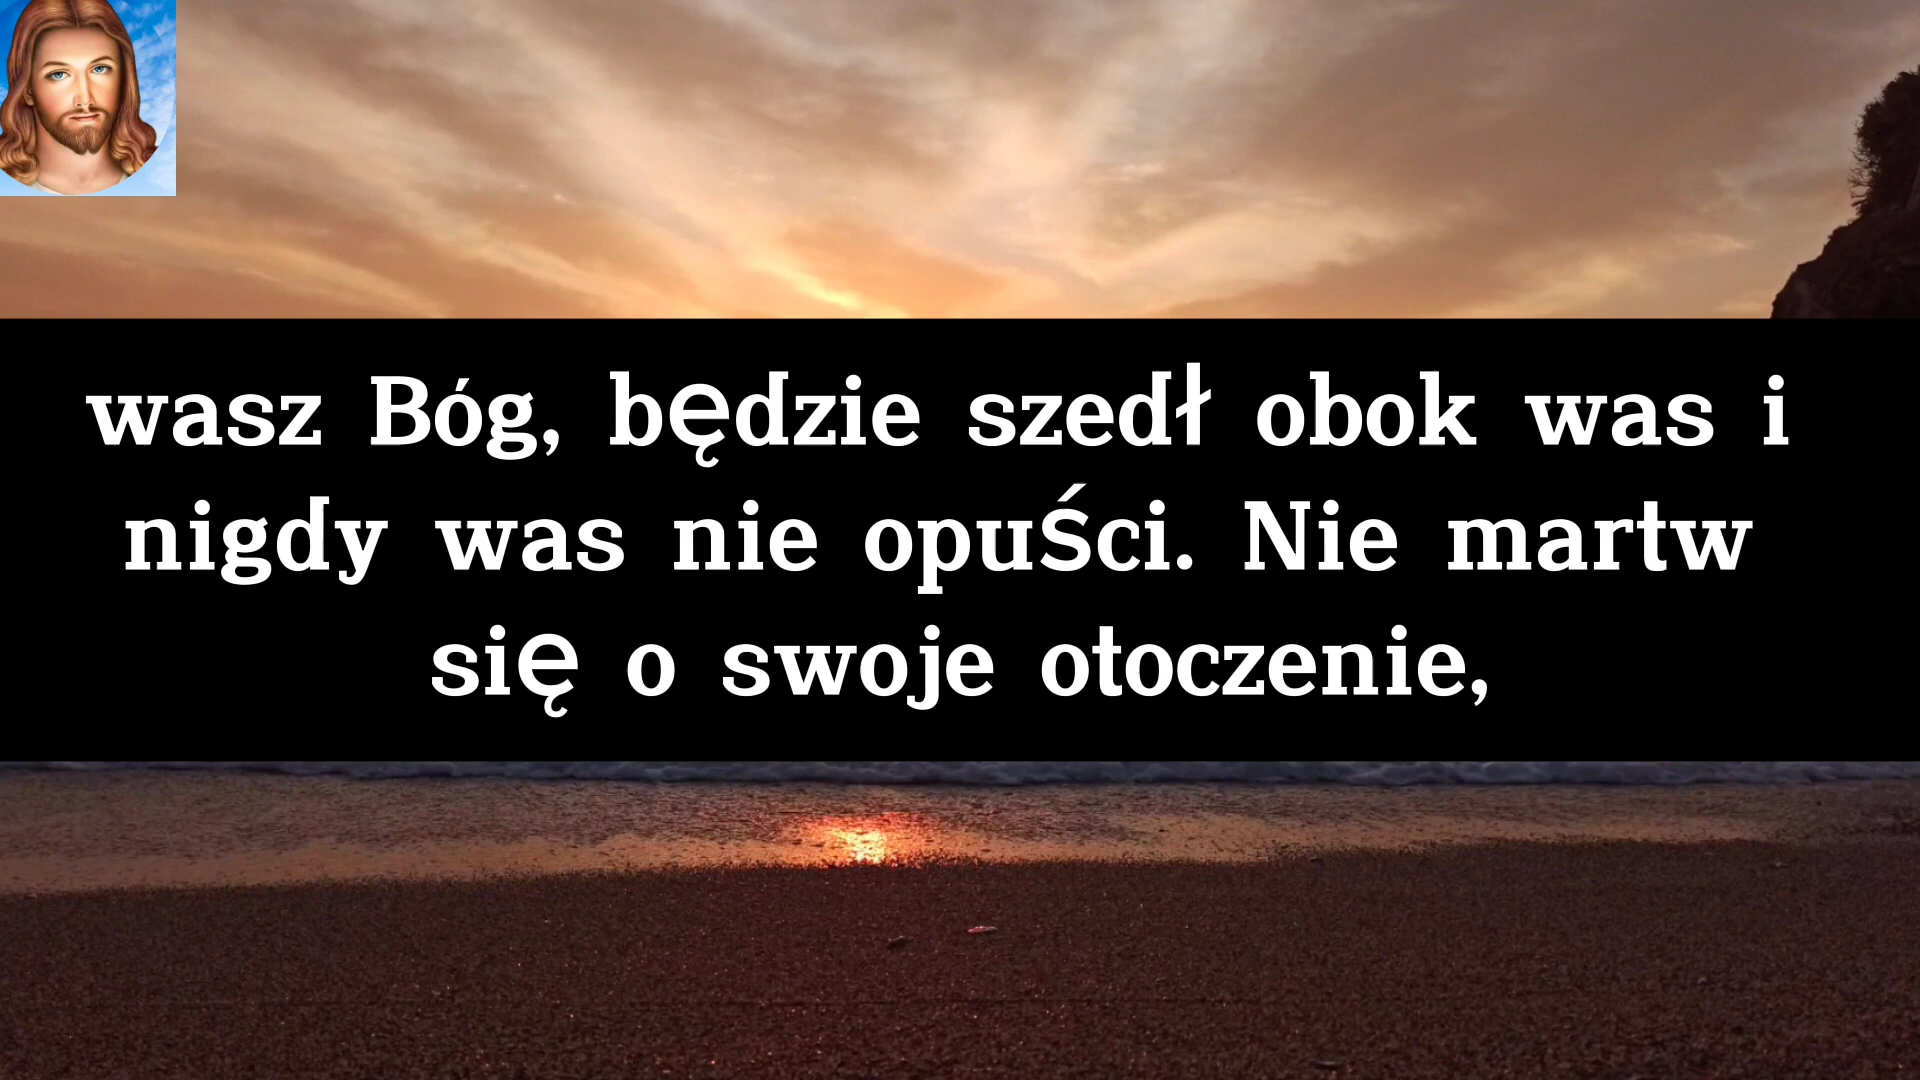 wasz Bóg, będzie szedł obok was i
nigdy was nie opuści. Nie martw
się o swoje otoczenie,